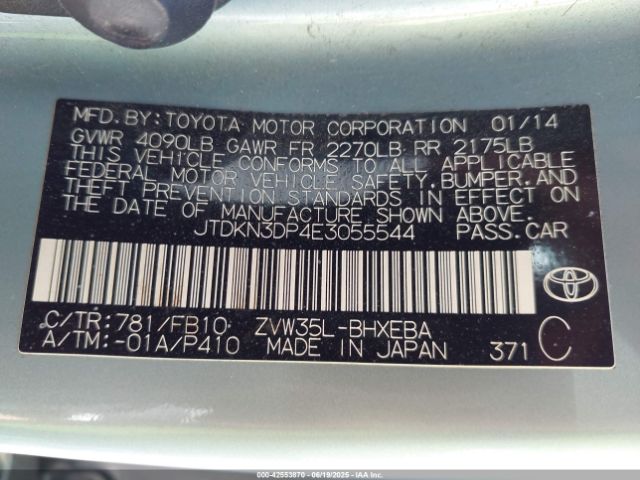 MFD. BY: TOYOTA MOTOR CORPORATION 01/14
GVWR 4090LB GAWR FR 2270LB RR 2175LB
THIS VEHICLE CONFORMS TO ALL APPLICABLE
FEDERAL MOTOR VEHICLE SAFETY, BUMPER, AND
THEFT PREVENTION STANDARDS IN EFFECT ON
THE DATE OF MANUFACTURE SHOWN ABOVE.
JTDKN3DP4E3055544 PASS. CAR
C/TR: 781/FB10 ZVW35L-BHXEBA
A/TM: -01A/P410 MADE IN JAPAN 371 C
000-42553870 - 06/19/2025 - IAAI.COM